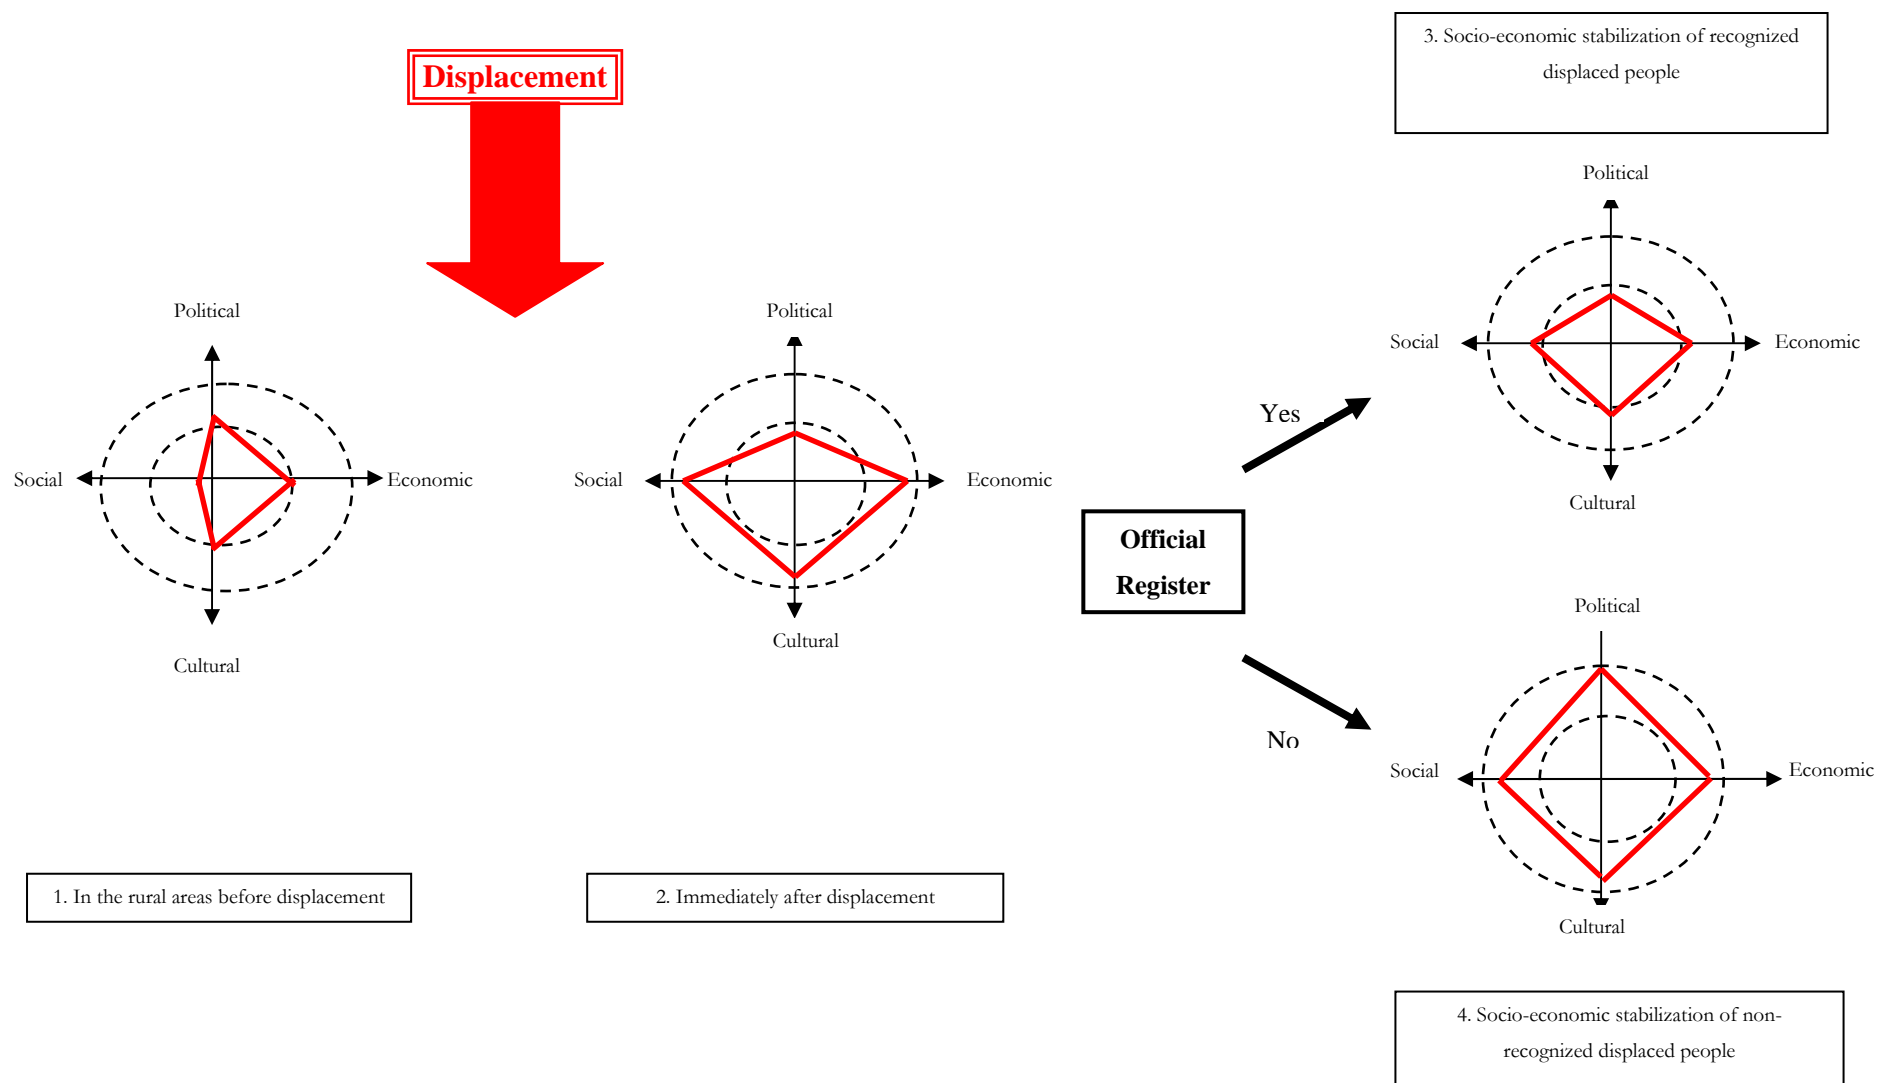 3. Socio-economic stabilization of recognized
displaced people
Displacement
Political
Social
Economic
Cultural
Political
Social
Economic
Cultural
Yes
Official
Register
No
Political
Social
Economic
Cultural
Political
Social
Economic
Cultural
1. In the rural areas before displacement
2. Immediately after displacement
4. Socio-economic stabilization of non-
recognized displaced people